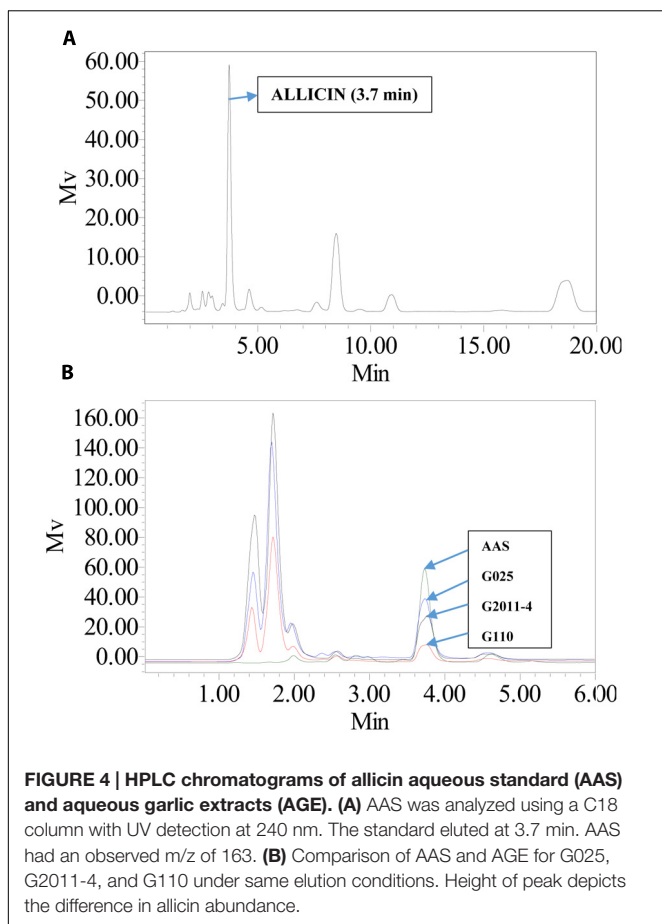 A
60.00
50.00
40.00
30.00
20.00
10.00
0.00
Mv
ALLICIN (3.7 min)
5.00 10.00 15.00 20.00
Min
B
160.00
140.00
120.00
100.00
80.00
60.00
40.00
20.00
0.00
Mv
AAS
G025
G2011-4
G110
1.00 2.00 3.00 4.00 5.00 6.00
Min
FIGURE 4 | HPLC chromatograms of allicin aqueous standard (AAS)
and aqueous garlic extracts (AGE). (A) AAS was analyzed using a C18
column with UV detection at 240 nm. The standard eluted at 3.7 min. AAS
had an observed m/z of 163. (B) Comparison of AAS and AGE for G025,
G2011-4, and G110 under same elution conditions. Height of peak depicts
the difference in allicin abundance.